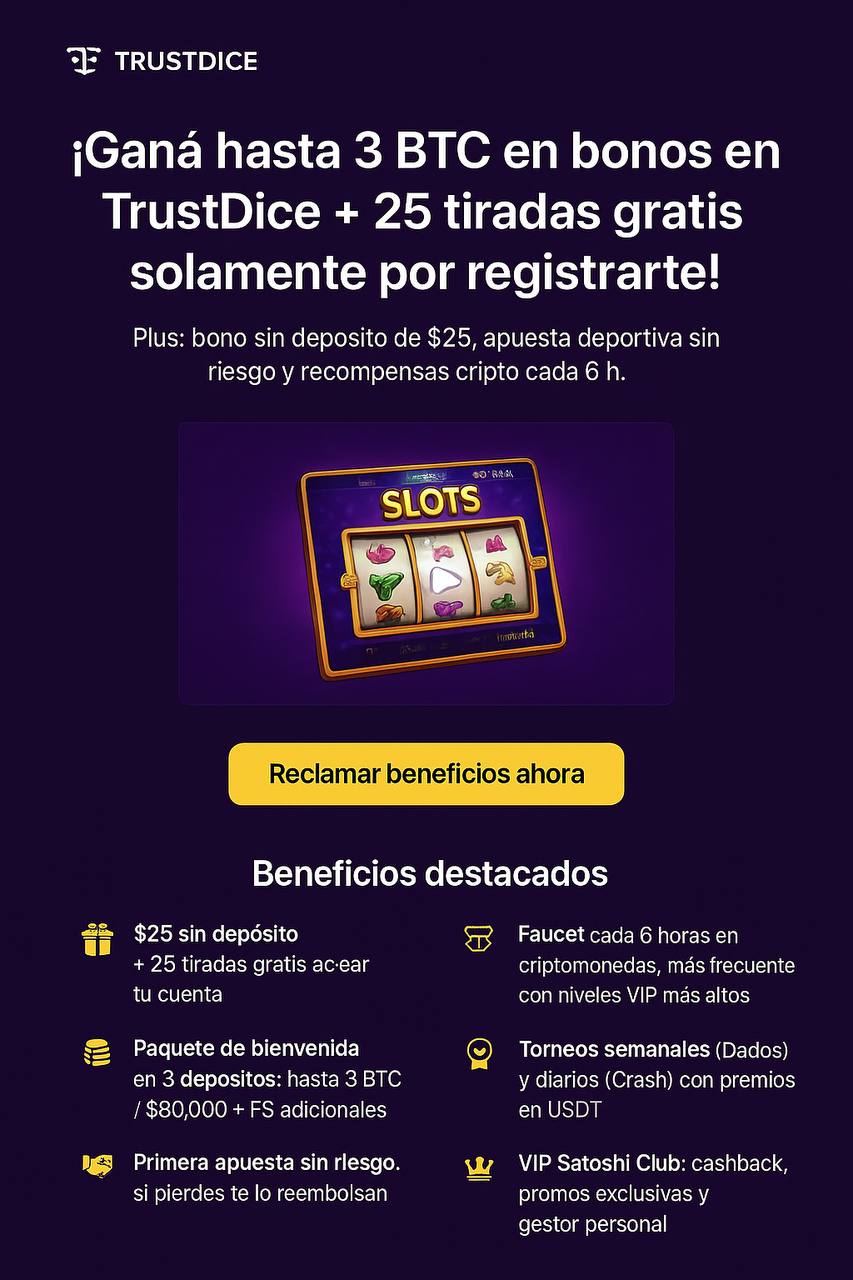 TRUSTDICE
¡Ganá hasta 3 BTC en bonos en
TrustDice + 25 tiradas gratis
solamente por registrarte!
Plus: bono sin deposito de $25, apuesta deportiva sin
riesgo y recompensas cripto cada 6 h.
SLOTS
Reclamar beneficios ahora
Beneficios destacados
$25 sin depósito
+ 25 tiradas gratis ac·ear
tu cuenta
Faucet cada 6 horas en
criptomonedas, más frecuente
con niveles VIP más altos
Paquete de bienvenida
en 3 depositos: hasta 3 BTC
/ $80,000 + FS adicionales
Torneos semanales (Dados)
y diarios (Crash) con premios
en USDT
Primera apuesta sin rlesgo.
si pierdes te lo reembolsan
VIP Satoshi Club: cashback,
promos exclusivas y
gestor personal